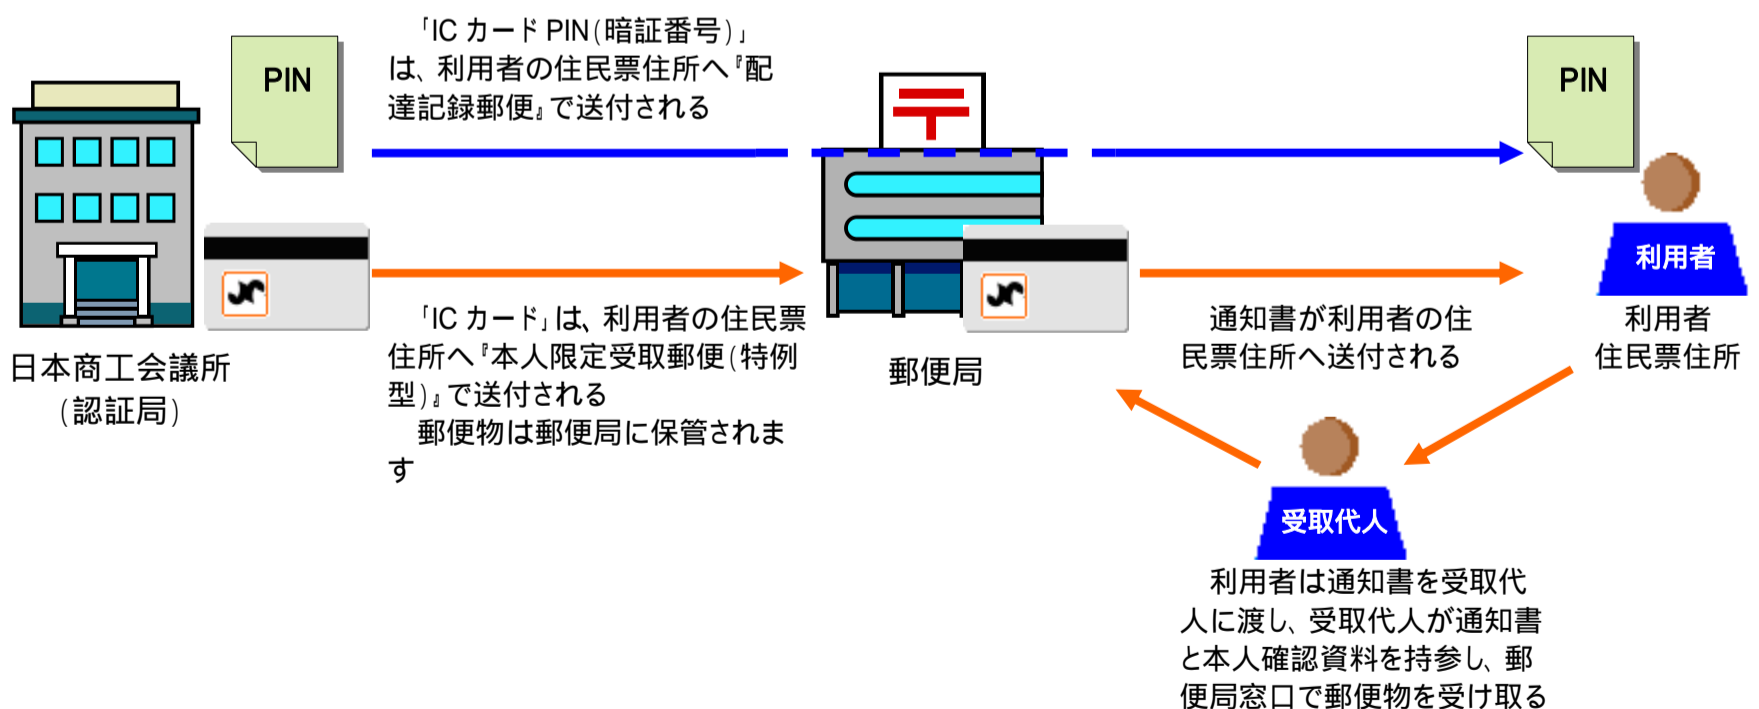 「IC カード PIN(暗証番号)」
は、利用者の住民票住所へ『配
達記録郵便』で送付される
PIN
PIN
〒
利用者
日本商工会議所
(認証局)
「IC カード」は、利用者の住民票
住所へ『本人限定受取郵便(特例
型)』で送付される
郵便物は郵便局に保管されま
す
郵便局
通知書が利用者の住
民票住所へ送付される
利用者
住民票住所
受取代人
利用者は通知書を受取代
人に渡し、受取代人が通知書
と本人確認資料を持参し、郵
便局窓口で郵便物を受け取る